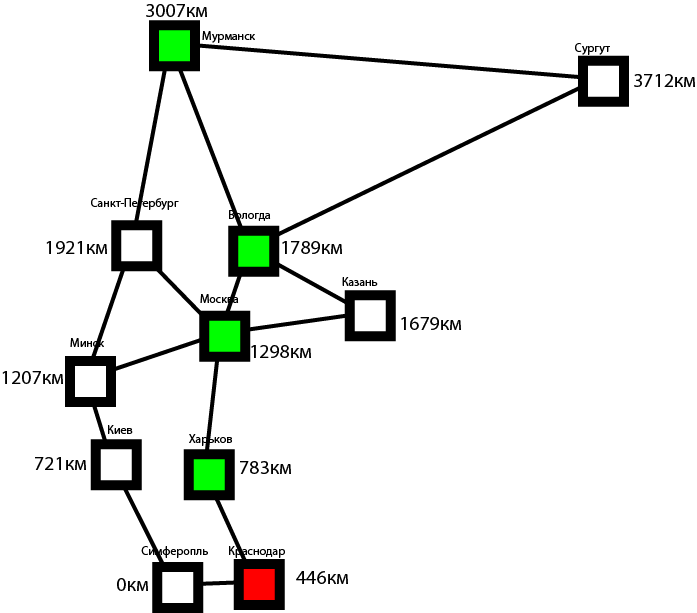 3007км
Мурманск
Сургут
3712км
Санкт-Петербург
1921км
Вологда
1789км
Казань
1679км
Москва
1298км
Минск
1207км
Киев
721км
Харьков
783км
Симферопль
0км
Краснодар
446км